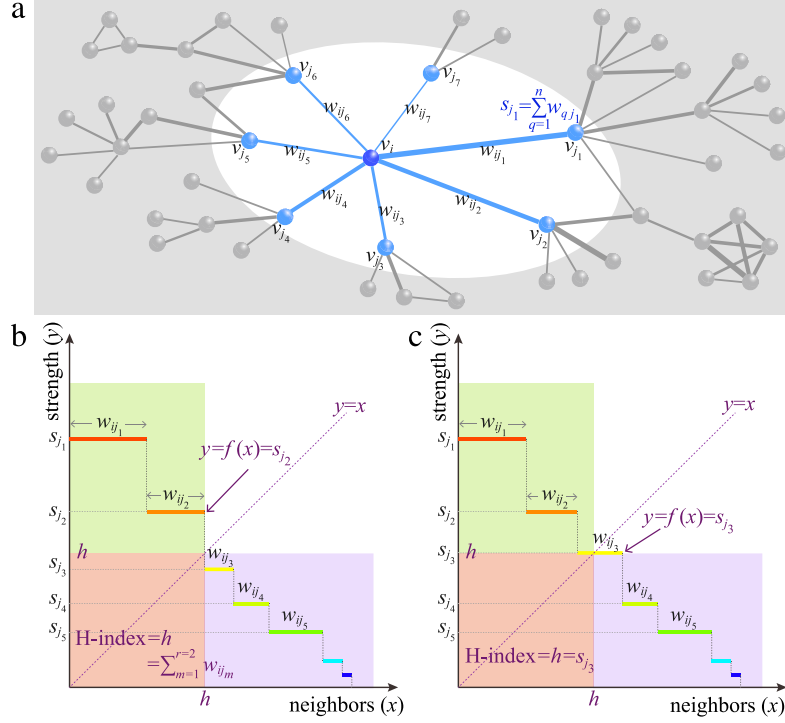 a
v_{j_6}
v_{j_7}
w_{ij_6}
w_{ij_7}
s_{j_1}=\sum_{q=1}^{n} w_{qj_1}
v_i
v_{j_1}
v_{j_5}
w_{ij_5}
w_{ij_1}
w_{ij_4}
w_{ij_2}
w_{ij_3}
v_{j_4}
v_{j_2}
v_{j_3}
b
strength (y)
y=x
w_{ij_1}
s_{j_1}
y=f(x)=s_{j_2}
w_{ij_2}
s_{j_2}
h
w_{ij_3}
s_{j_3}
w_{ij_4}
s_{j_4}
w_{ij_5}
s_{j_5}
H-index=h
=\sum_{m=1}^{r=2} w_{ij_m}
h
neighbors (x)
c
strength (y)
y=x
w_{ij_1}
s_{j_1}
w_{ij_2}
s_{j_2}
y=f(x)=s_{j_3}
w_{ij_3}
s_{j_3}
h
w_{ij_4}
s_{j_4}
w_{ij_5}
s_{j_5}
H-index=h=s_{j_3}
h
neighbors (x)